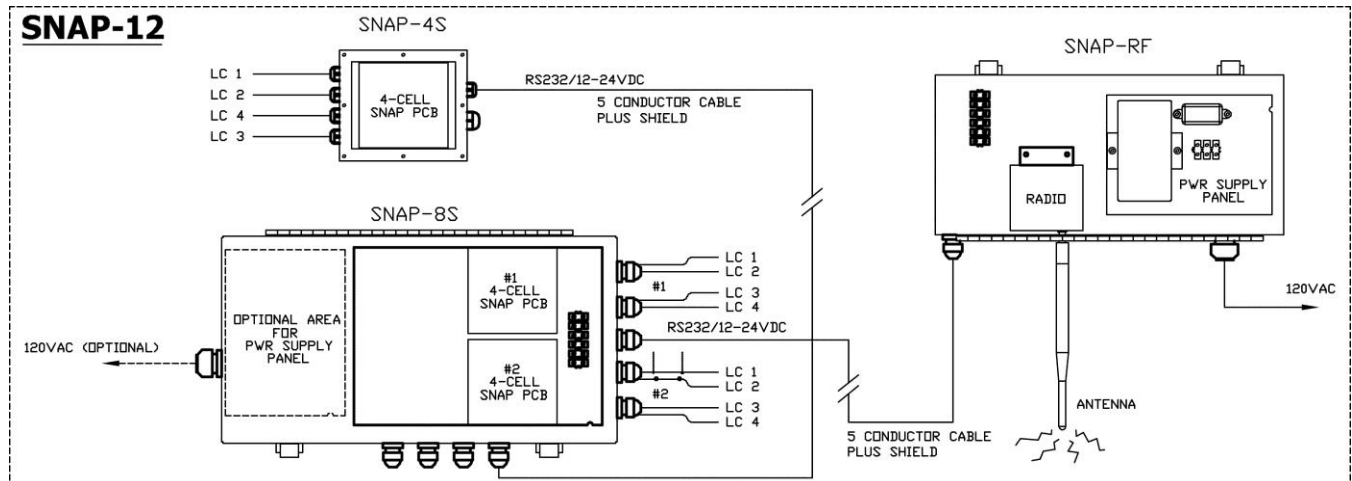 SNAP-12
SNAP-4S
LC 1
LC 2
LC 4
LC 3
4-CELL
SNAP PCB
RS232/12-24VDC
5 CONDUCTOR CABLE
PLUS SHIELD
SNAP-RF
RADIO
PWR SUPPLY
PANEL
120VAC
ANTENNA
SNAP-8S
120VAC (OPTIONAL)
OPTIONAL AREA
FOR
PWR SUPPLY
PANEL
#1
4-CELL
SNAP PCB
#2
4-CELL
SNAP PCB
LC 1
LC 2
#1
LC 3
LC 4
RS232/12-24VDC
LC 1
LC 2
#2
LC 3
LC 4
5 CONDUCTOR CABLE
PLUS SHIELD